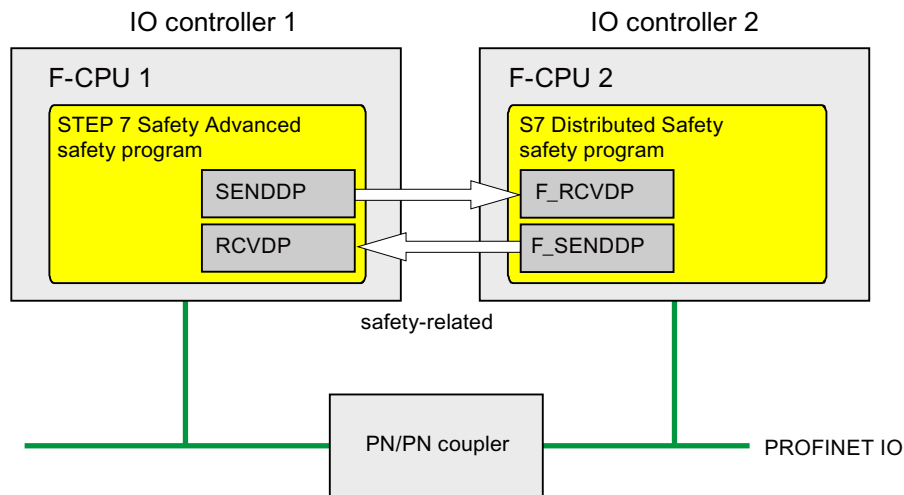 IO controller 1
IO controller 2
F-CPU 1
F-CPU 2
STEP 7 Safety Advanced
safety program
S7 Distributed Safety
safety program
SENDDP
F_RCVDP
RCVDP
F_SENDDP
safety-related
PN/PN coupler
PROFINET IO